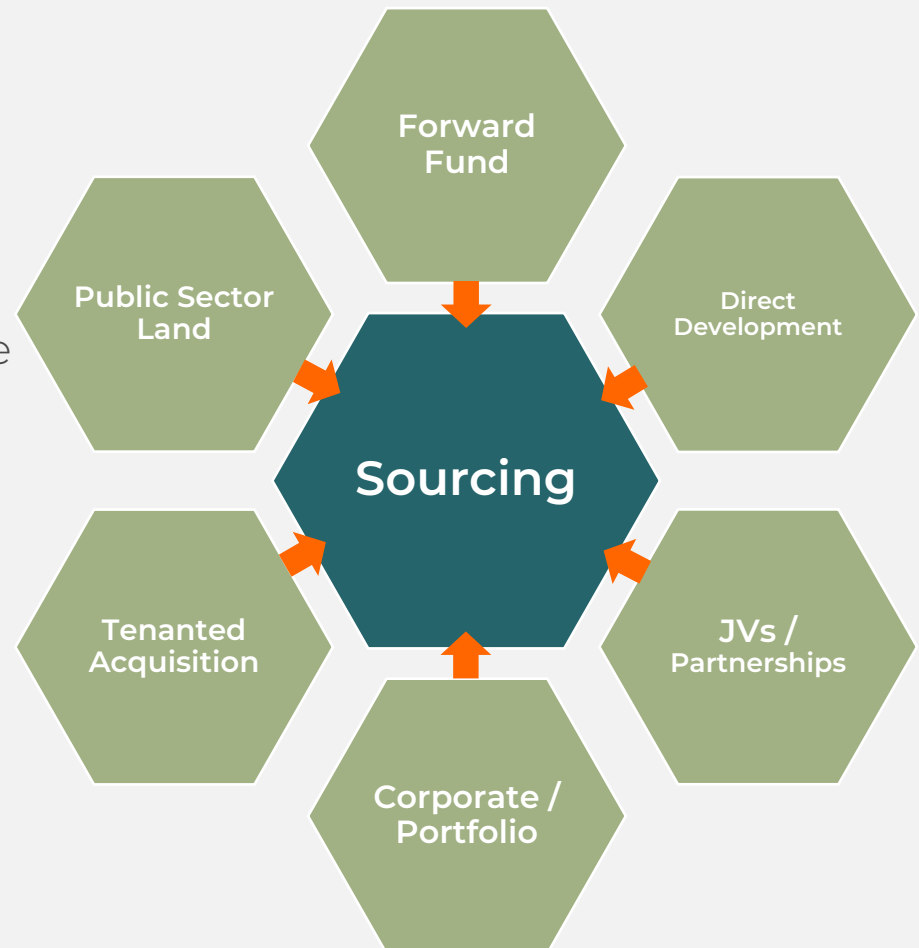 Forward
Fund
Public Sector
Land
Direct
Development
e
Sourcing
Tenanted
Acquisition
JVs /
Partnerships
Corporate /
Portfolio